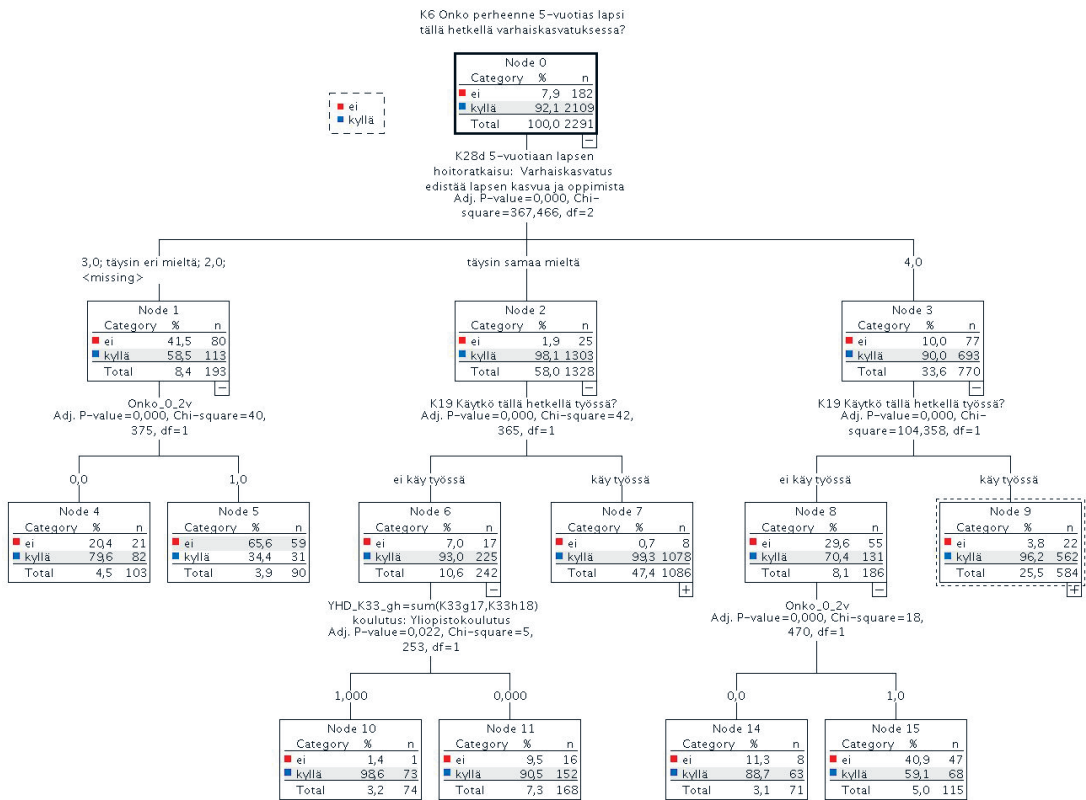 K6 Onko perheenne 5-vuotias lapsi
tällä hetkellä varhaiskasvatuksessa?
Node 0
Category % n
ei 7,9 182
kyllä 92,1 2109
Total 100,0 2291
ei
kyllä
K28d 5-vuotiaan lapsen
hoitoratkaisu: Varhaiskasvatus
edistää lapsen kasvua ja oppimista
Adj. P-value=0,000, Chi-
square=367,466, df=2
3,0; täysin eri mieltä; 2,0;
<missing>
täysin samaa mieltä
4,0
Node 1
Category % n
ei 41,5 80
kyllä 58,5 113
Total 8,4 193
Node 2
Category % n
ei 1,9 25
kyllä 98,1 1303
Total 58,0 1328
Node 3
Category % n
ei 10,0 77
kyllä 90,0 693
Total 33,6 770
Onko_0_2v
Adj. P-value=0,000, Chi-square=40,
375, df=1
K19 Käytkö tällä hetkellä työssä?
Adj. P-value=0,000, Chi-square=42,
365, df=1
K19 Käytkö tällä hetkellä työssä?
Adj. P-value=0,000, Chi-
square=104,358, df=1
0,0
1,0
ei käy työssä
käy työssä
ei käy työssä
käy työssä
Node 4
Category % n
ei 20,4 21
kyllä 79,6 82
Total 4,5 103
Node 5
Category % n
ei 65,6 59
kyllä 34,4 31
Total 3,9 90
Node 6
Category % n
ei 7,0 17
kyllä 93,0 225
Total 10,6 242
Node 7
Category % n
ei 0,7 8
kyllä 99,3 1078
Total 47,4 1086
Node 8
Category % n
ei 29,6 55
kyllä 70,4 131
Total 8,1 186
Node 9
Category % n
ei 3,8 22
kyllä 96,2 562
Total 25,5 584
YHD_K33_gh=sum(K33g17,K33h18)
koulutus: Yliopistokoulutus
Adj. P-value=0,022, Chi-square=5,
253, df=1
Onko_0_2v
Adj. P-value=0,000, Chi-square=18,
470, df=1
1,000
0,000
0,0
1,0
Node 10
Category % n
ei 1,4 1
kyllä 98,6 73
Total 3,2 74
Node 11
Category % n
ei 9,5 16
kyllä 90,5 152
Total 7,3 168
Node 14
Category % n
ei 11,3 8
kyllä 88,7 63
Total 3,1 71
Node 15
Category % n
ei 40,9 47
kyllä 59,1 68
Total 5,0 115